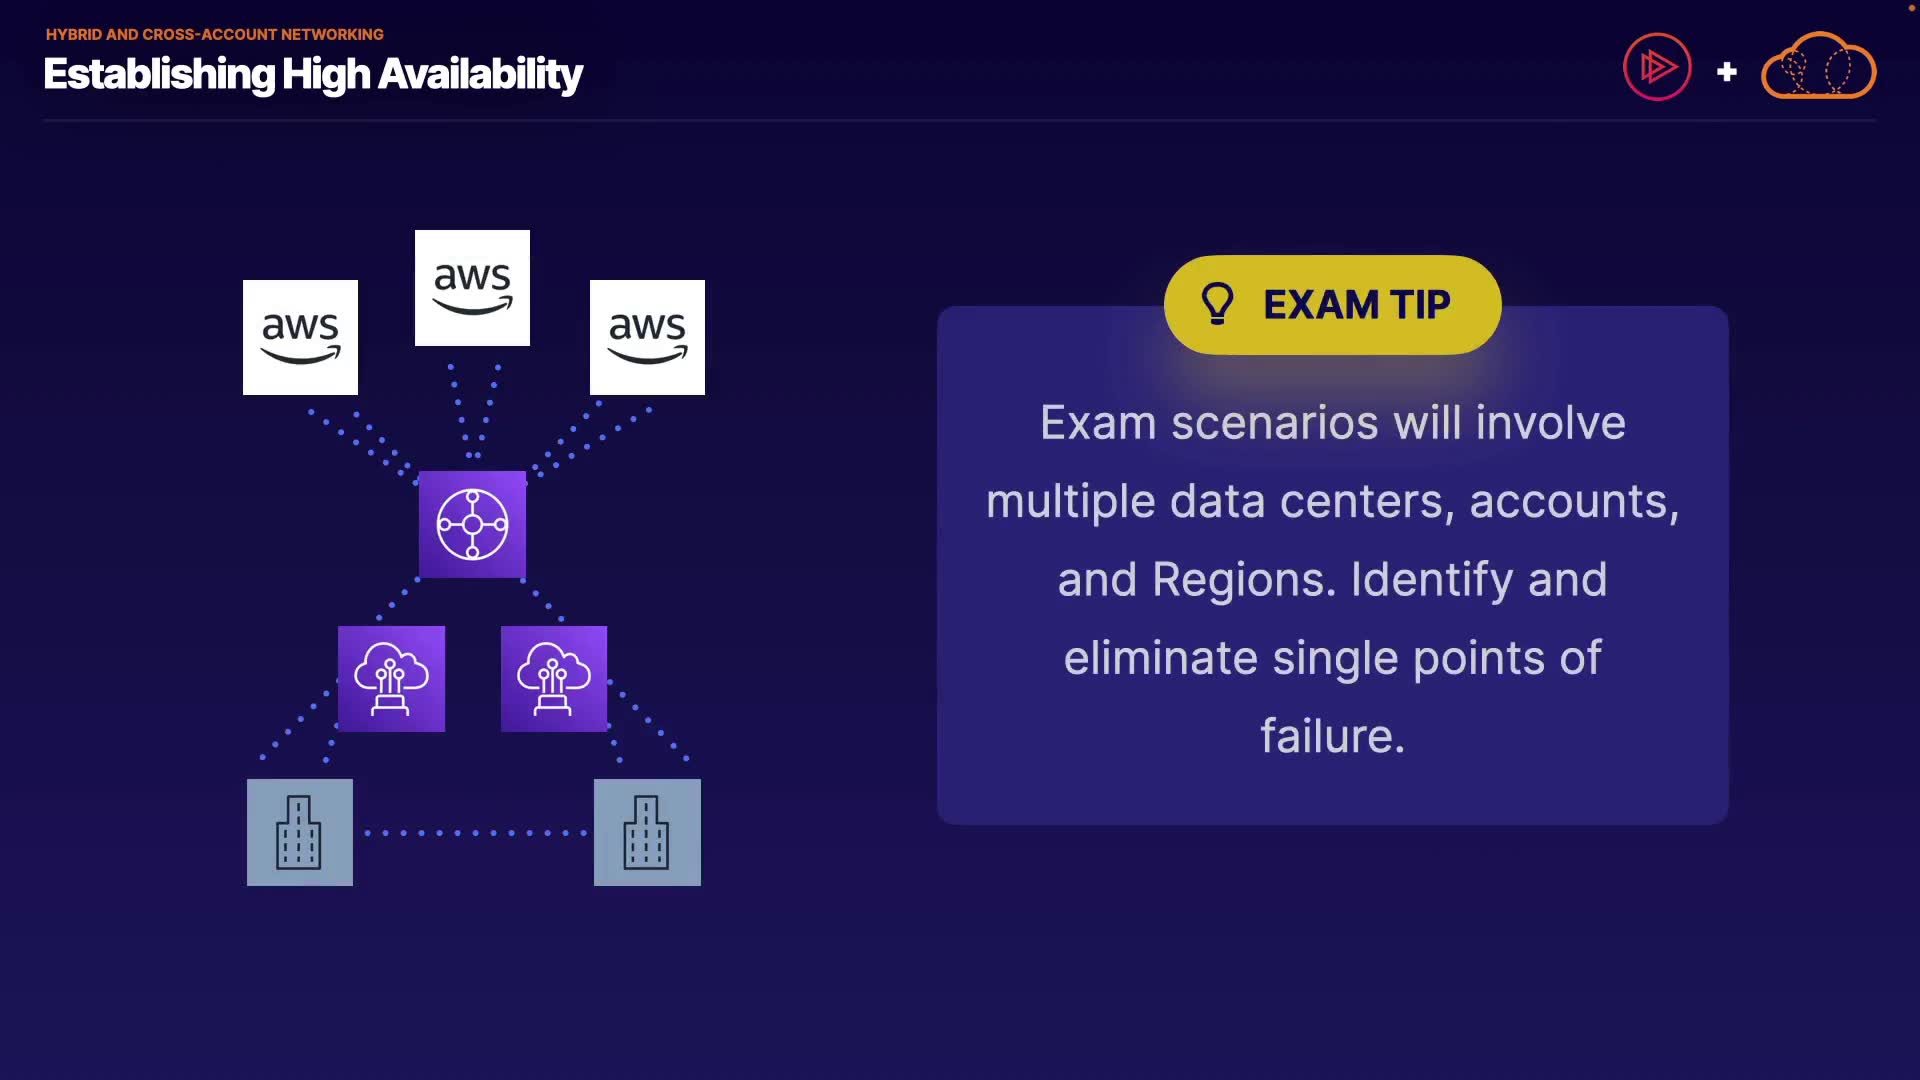 HYBRID AND CROSS-ACCOUNT NETWORKING
Establishing High Availability
aws
aws
aws
EXAM TIP
Exam scenarios will involve
multiple data centers, accounts,
and Regions. Identify and
eliminate single points of
failure.